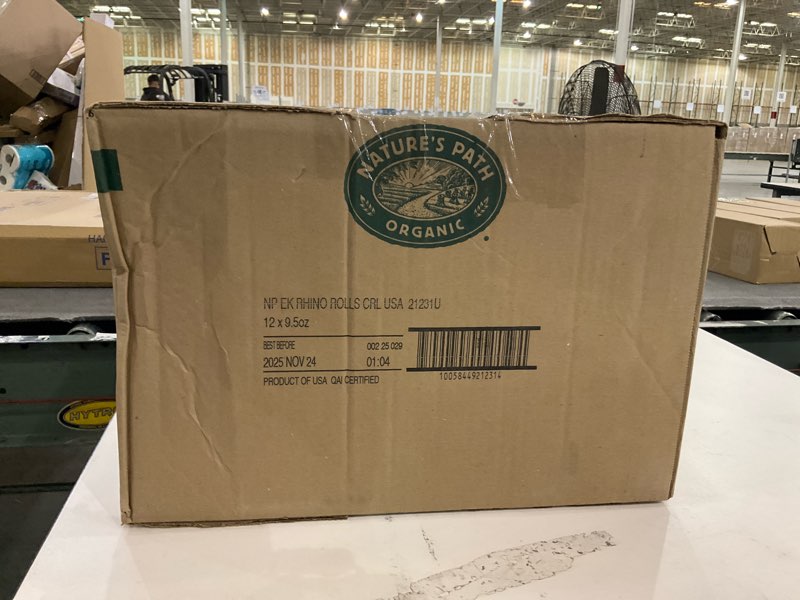 NATURE'S PATH
ORGANIC
NP EK RHINO ROLLS CRL USA 21231U
12 x 9.5oz
BEST BEFORE 002 25 029
2025 NOV 24 01:04
PRODUCT OF USA QAI CERTIFIED
10058449212314